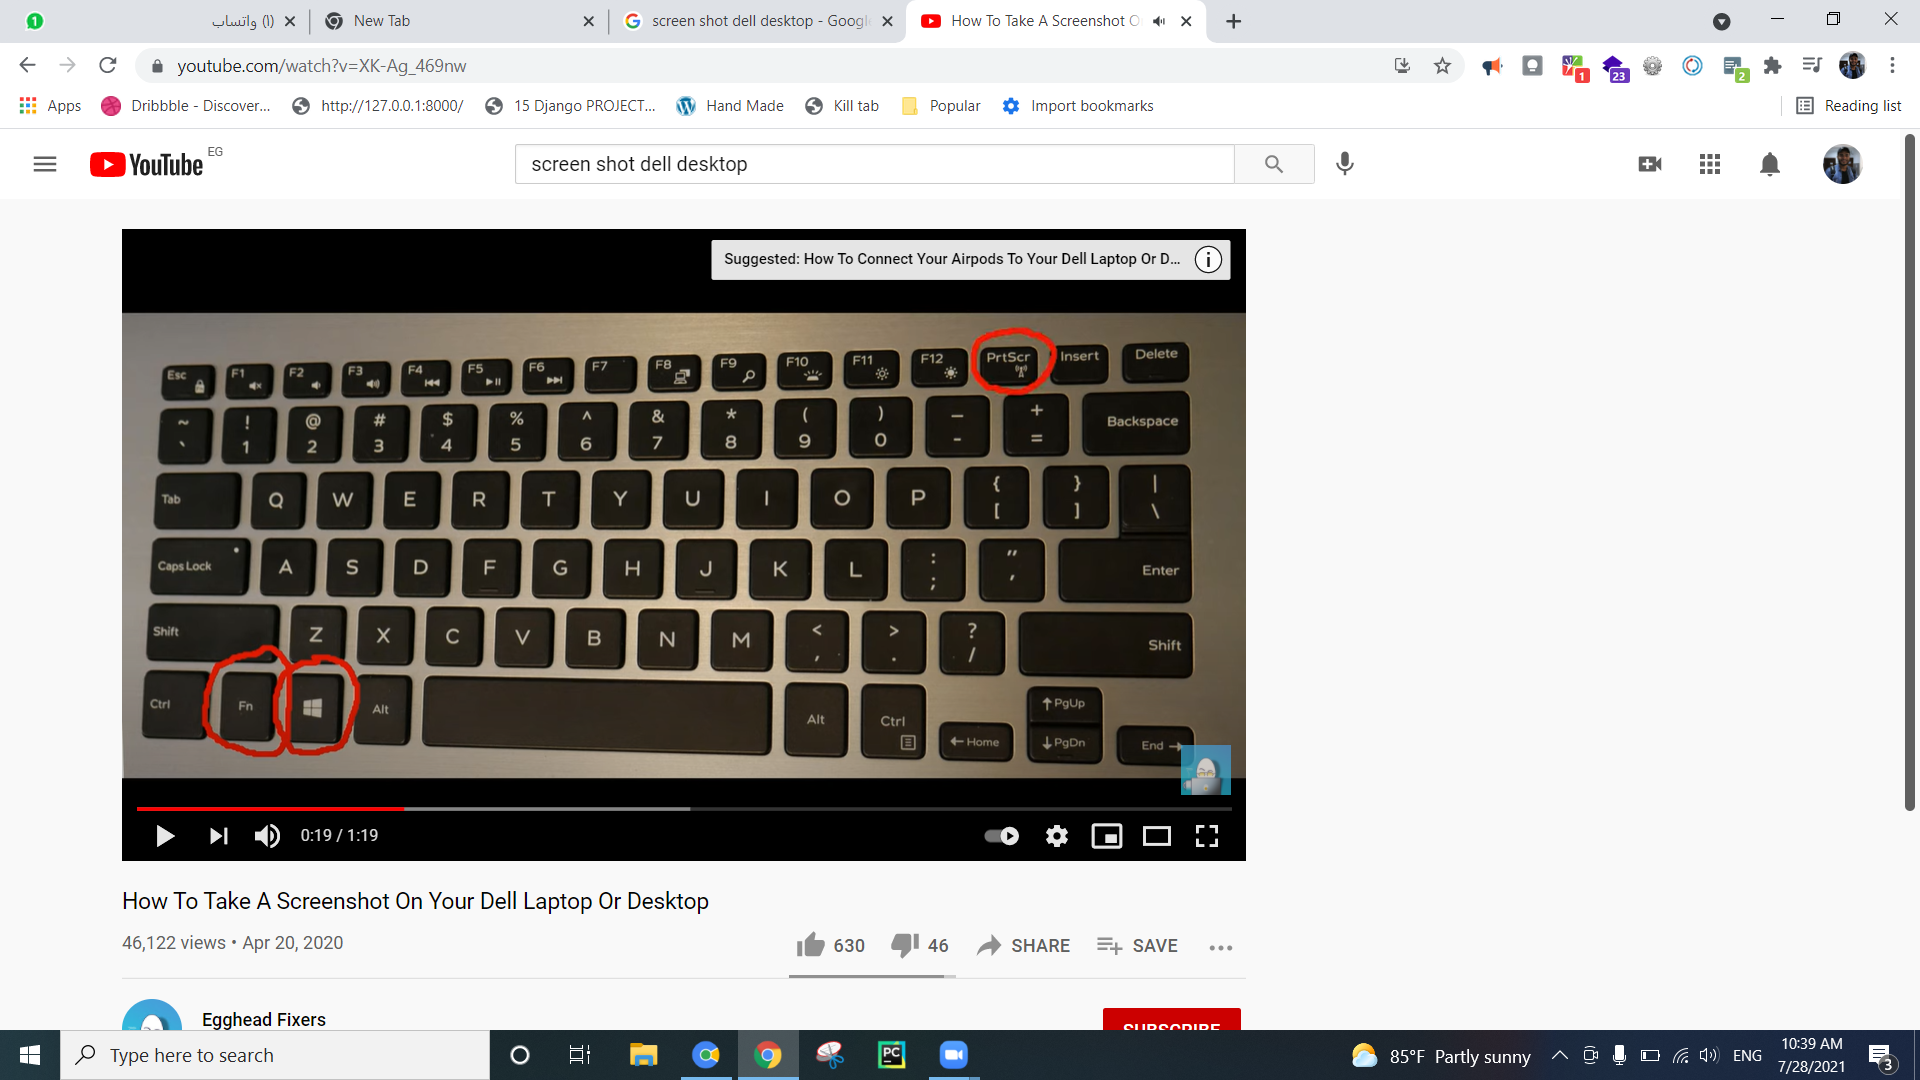 1
(1) واتساب
New Tab
screen shot dell desktop - Googl
How To Take A Screenshot O
youtube.com/watch?v=XK-Ag_469nw
1
23
2
Apps
Dribbble - Discover...
http://127.0.0.1:8000/
15 Django PROJECT...
Hand Made
Kill tab
Popular
Import bookmarks
Reading list
YouTube EG
screen shot dell desktop
Suggested: How To Connect Your Airpods To Your Dell Laptop Or D...
Esc F1 F2 F3 F4 F5 F6 F7 F8 F9 F10 F11 F12 PrtScr Insert Delete
~ ! @ # $ % ^ & * ( ) – +
` 1 2 3 4 5 6 7 8 9 0 - = Backspace
Tab Q W E R T Y U I O P { [ } ] | \
Caps Lock A S D F G H J K L : ; " ' Enter
Shift Z X C V B N M < , > . ? / Shift
Ctrl Fn Alt Alt Ctrl Home PgUp PgDn End
0:19 / 1:19
How To Take A Screenshot On Your Dell Laptop Or Desktop
46,122 views • Apr 20, 2020
630
46
SHARE
SAVE
Egghead Fixers
SUBSCRIBE
Type here to search
PC
85°F Partly sunny
ENG
10:39 AM
7/28/2021
3